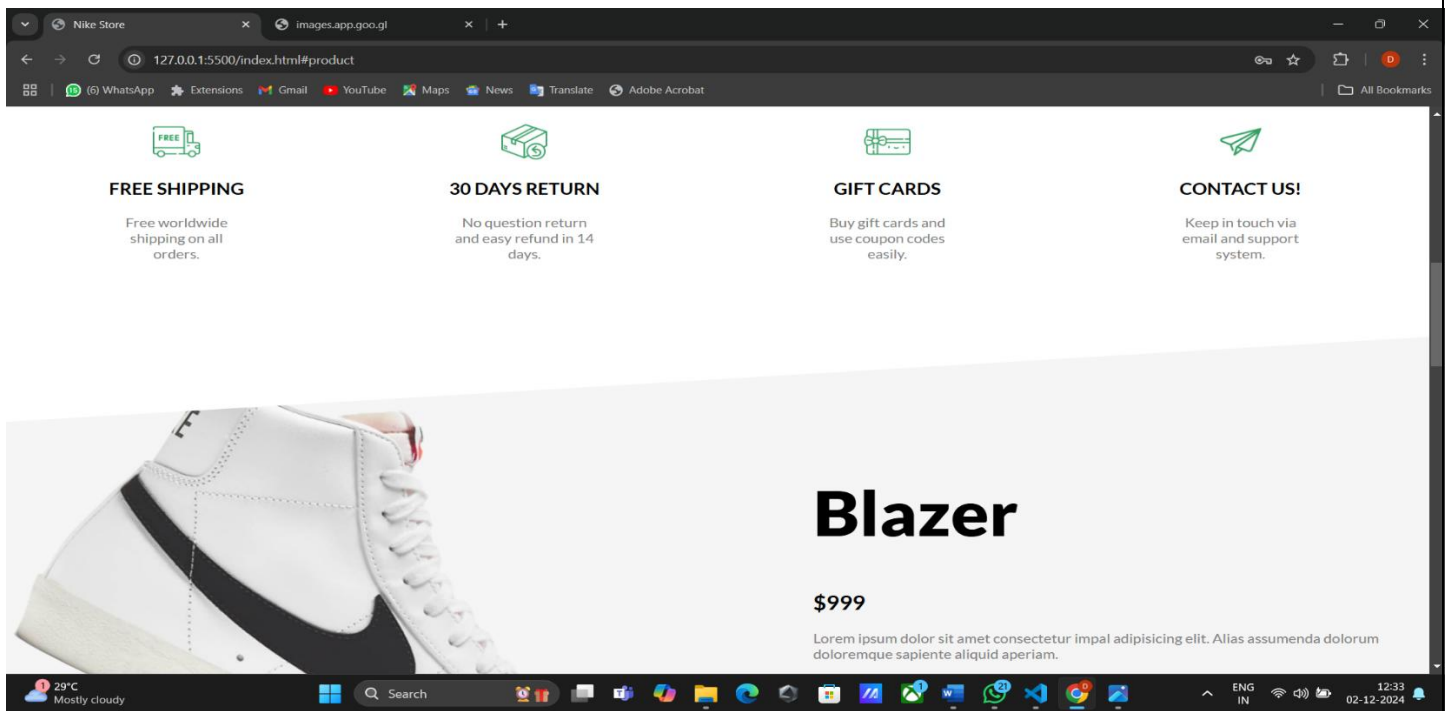 Nike Store
images.app.goo.gl
127.0.0.1:5500/index.html#product
D
15
(6) WhatsApp
Extensions
Gmail
YouTube
Maps
News
Translate
Adobe Acrobat
All Bookmarks
FREE
FREE SHIPPING
Free worldwide
shipping on all
orders.
30 DAYS RETURN
No question return
and easy refund in 14
days.
GIFT CARDS
Buy gift cards and
use coupon codes
easily.
CONTACT US!
Keep in touch via
email and support
system.
Blazer
$999
Lorem ipsum dolor sit amet consectetur impal adipisicing elit. Alias assumenda dolorum
doloremque sapiente aliquid aperiam.
1
29°C
Mostly cloudy
Search
1
21
ENG
IN
12:33
02-12-2024